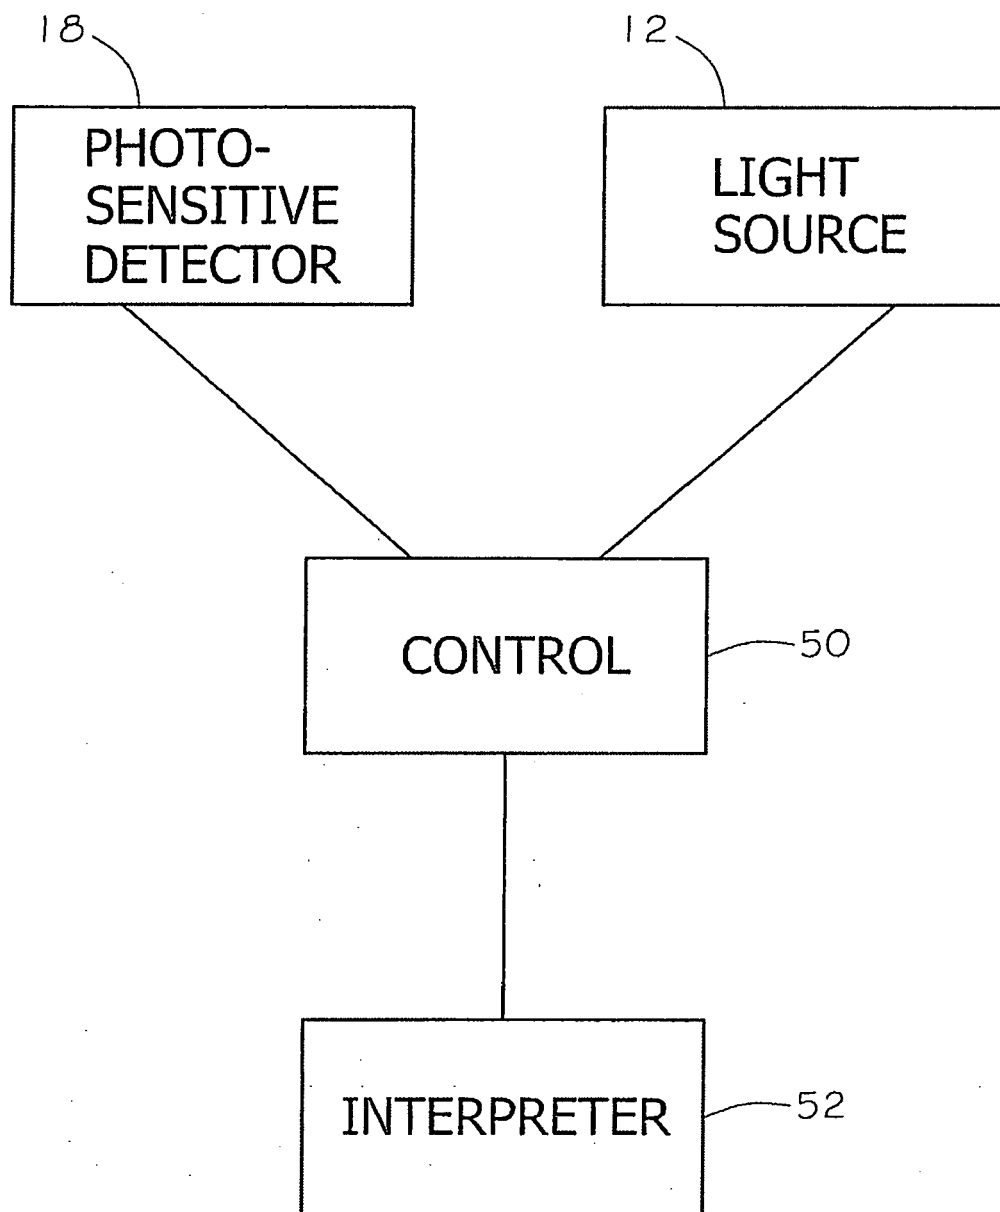 18
12
PHOTO-
SENSITIVE
DETECTOR
LIGHT
SOURCE
CONTROL
50
INTERPRETER
52